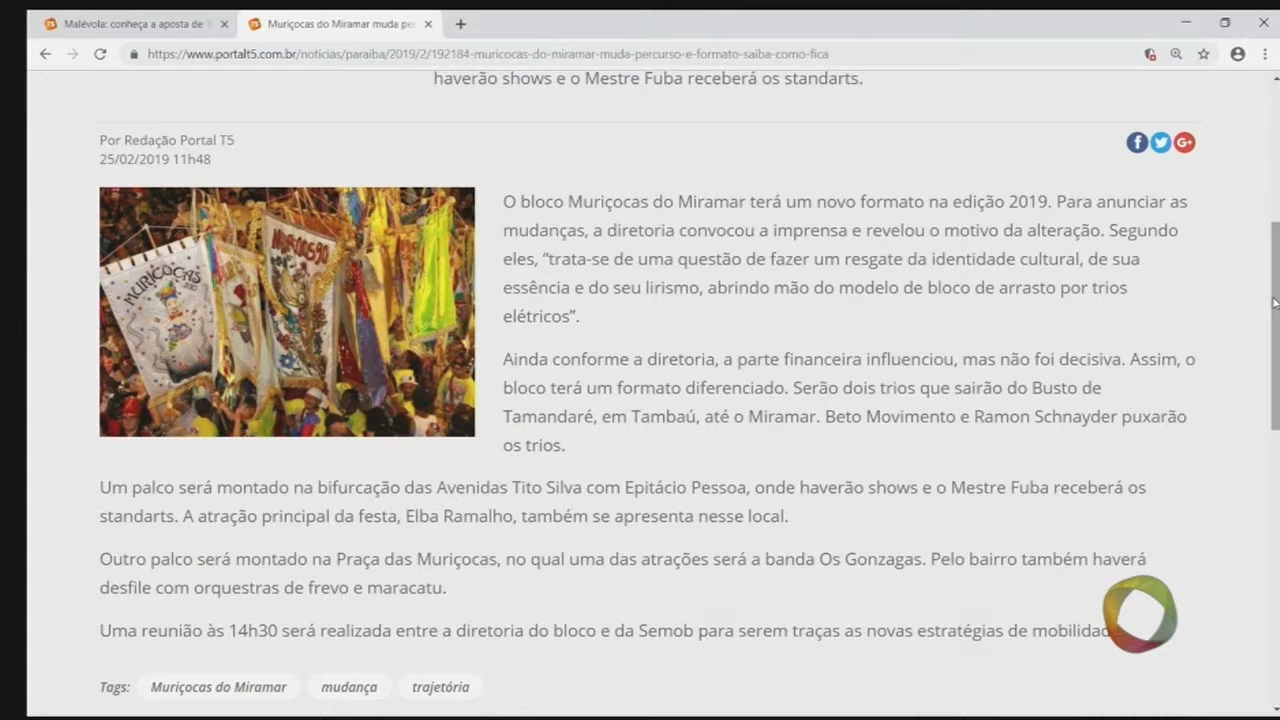 Malévola: conheça a aposta de
Muriçocas do Miramar muda per
https://www.portalt5.com.br/noticias/paraiba/2019/2/192184-muricocas-do-miramar-muda-percurso-e-formato-saiba-como-fica
haverão shows e o Mestre Fuba receberá os standarts.
Por Redação Portal T5
25/02/2019 11h48
MURIÇOCAS
O bloco Muriçocas do Miramar terá um novo formato na edição 2019. Para anunciar as
mudanças, a diretoria convocou a imprensa e revelou o motivo da alteração. Segundo
eles, “trata-se de uma questão de fazer um resgate da identidade cultural, de sua
essência e do seu lirismo, abrindo mão do modelo de bloco de arrasto por trios
elétricos”.
Ainda conforme a diretoria, a parte financeira influenciou, mas não foi decisiva. Assim, o
bloco terá um formato diferenciado. Serão dois trios que sairão do Busto de
Tamandaré, em Tambaú, até o Miramar. Beto Movimento e Ramon Schnayder puxarão
os trios.
Um palco será montado na bifurcação das Avenidas Tito Silva com Epitácio Pessoa, onde haverão shows e o Mestre Fuba receberá os
standarts. A atração principal da festa, Elba Ramalho, também se apresenta nesse local.
Outro palco será montado na Praça das Muriçocas, no qual uma das atrações será a banda Os Gonzagas. Pelo bairro também haverá
desfile com orquestras de frevo e maracatu.
Uma reunião às 14h30 será realizada entre a diretoria do bloco e da Semob para serem traças as novas estratégias de mobilidade.
Tags: Muriçocas do Miramar mudança trajetória